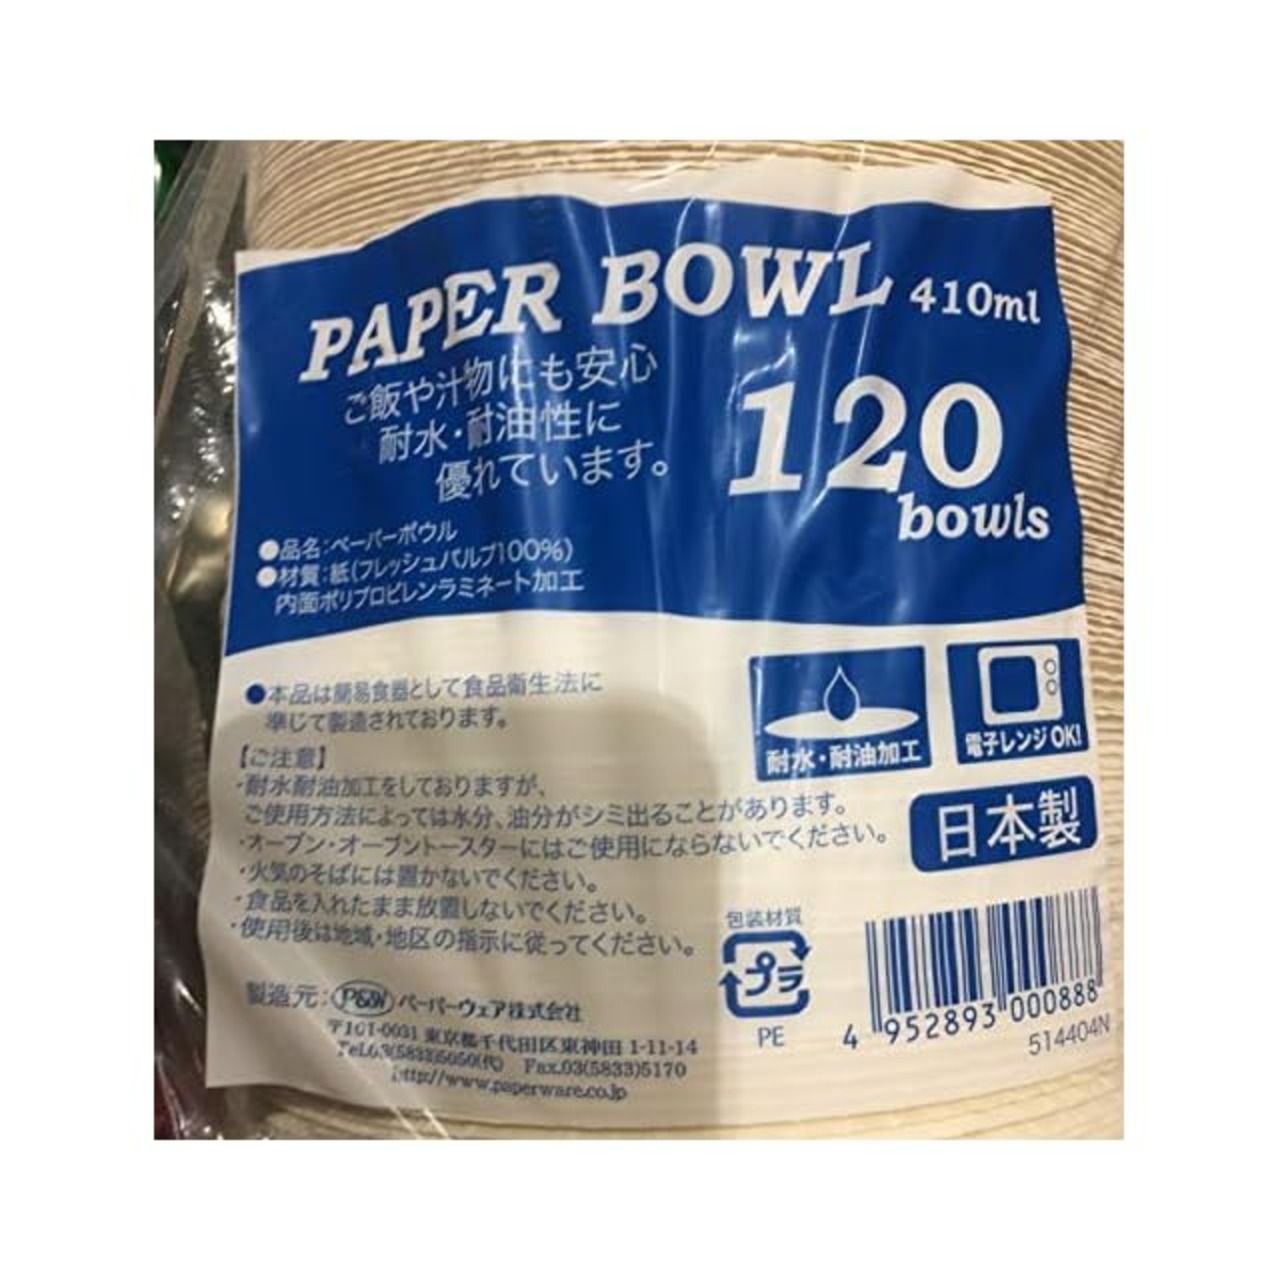 PAPER BOWL 410ml
ご飯や汁物にも安心
耐水・耐油性に
優れています。
120
bowls
●品名:ペーパーボウル
●材質:紙(フレッシュパルプ100%)
内面ポリプロピレンラミネート加工
●本品は簡易食器として食品衛生法に
準じて製造されております。
【ご注意】
・耐水耐油加工をしておりますが、
ご使用方法によっては水分、油分がシミ出ることがあります。
・オーブン・オーブントースターにはご使用にならないでください。
・火気のそばには置かないでください。
・食品を入れたまま放置しないでください。
・使用後は地域・地区の指示に従ってください。
耐水・耐油加工
電子レンジOK!
日本製
包装材質
プラ
PE
4 952893 000888
514404N
製造元:P&W ペーパーウェア株式会社
〒101-0031 東京都千代田区東神田 1-11-14
Tel.03(5833)5050(代) Fax.03(5833)5170
http://www.paperware.co.jp